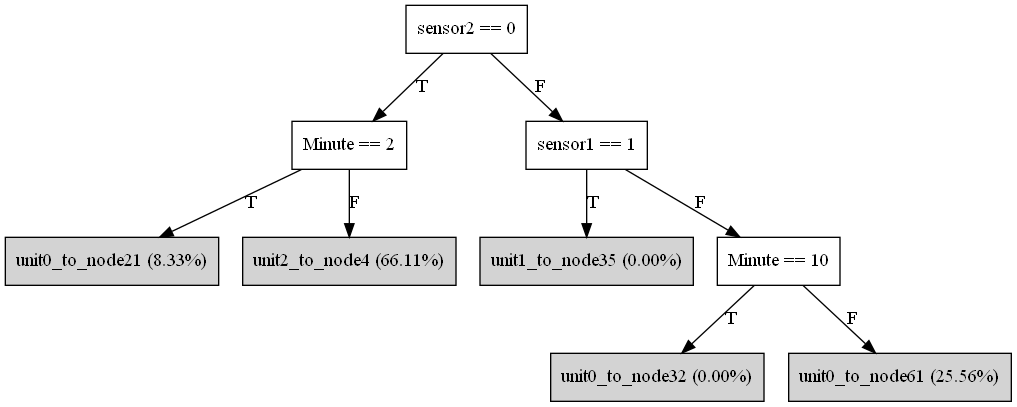 sensor2 == 0
T
F
Minute == 2
sensor1 == 1
T
F
T
F
unit0_to_node21 (8.33%)
unit2_to_node4 (66.11%)
unit1_to_node35 (0.00%)
Minute == 10
T
F
unit0_to_node32 (0.00%)
unit0_to_node61 (25.56%)